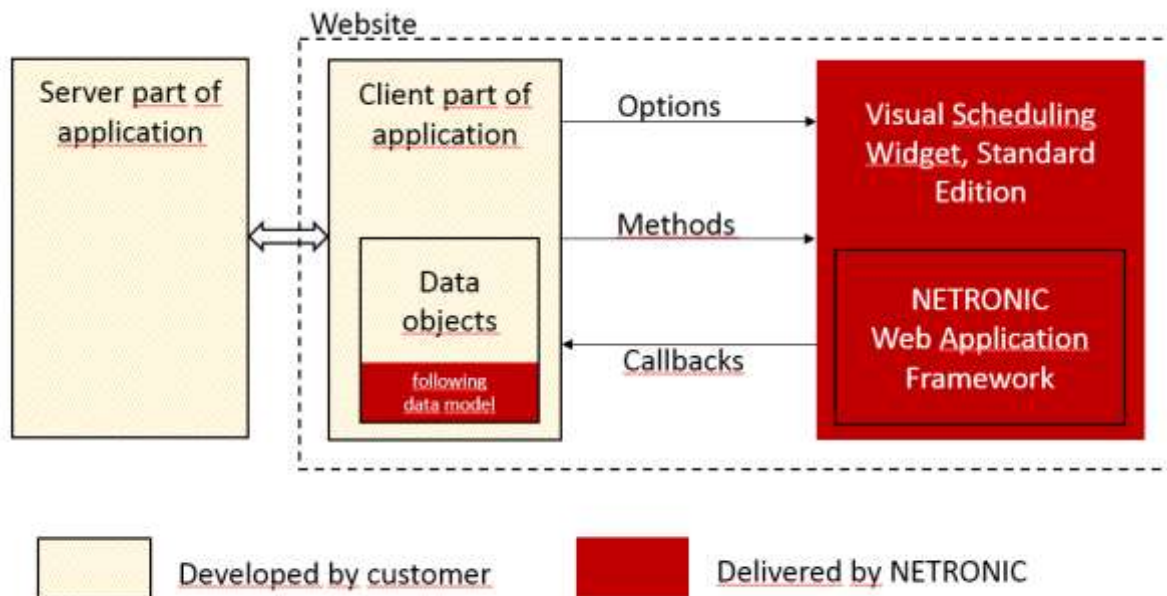 Website
Server part of
application
Client part of
application
Options
Methods
Callbacks
Data
objects
following
data model
Visual Scheduling
Widget, Standard
Edition
NETRONIC
Web Application
Framework
Developed by customer
Delivered by NETRONIC